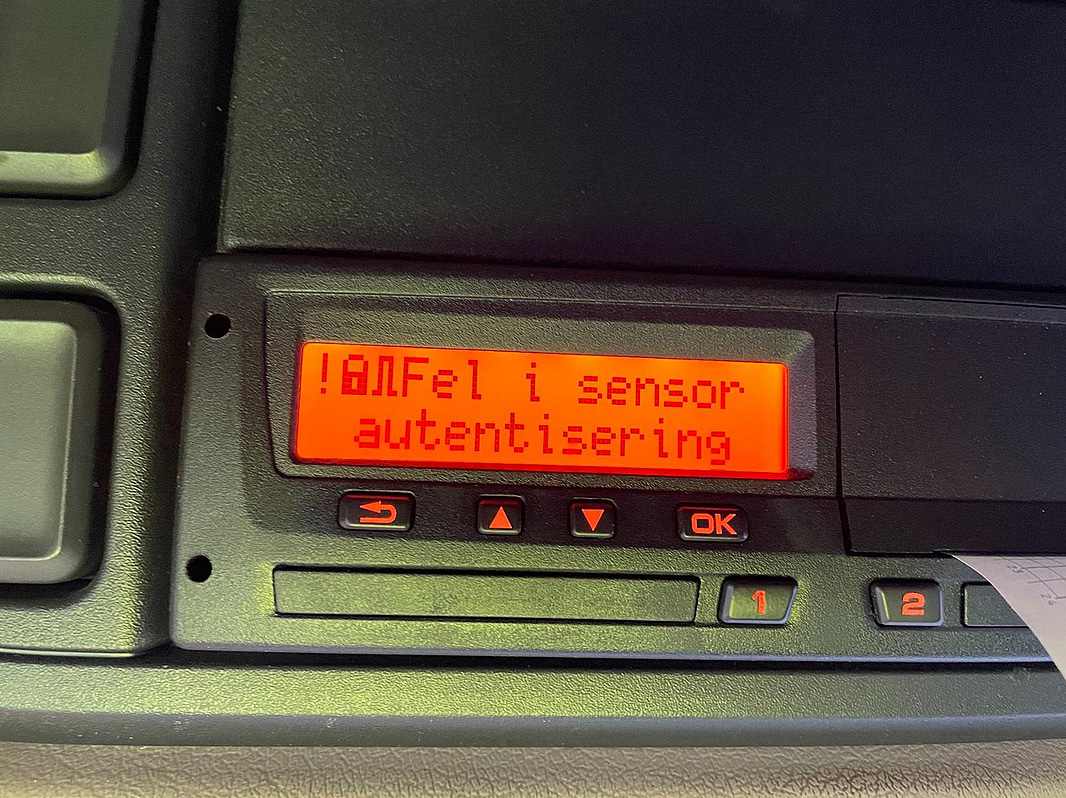 !Fel i sensor
autentisering
OK
1
2